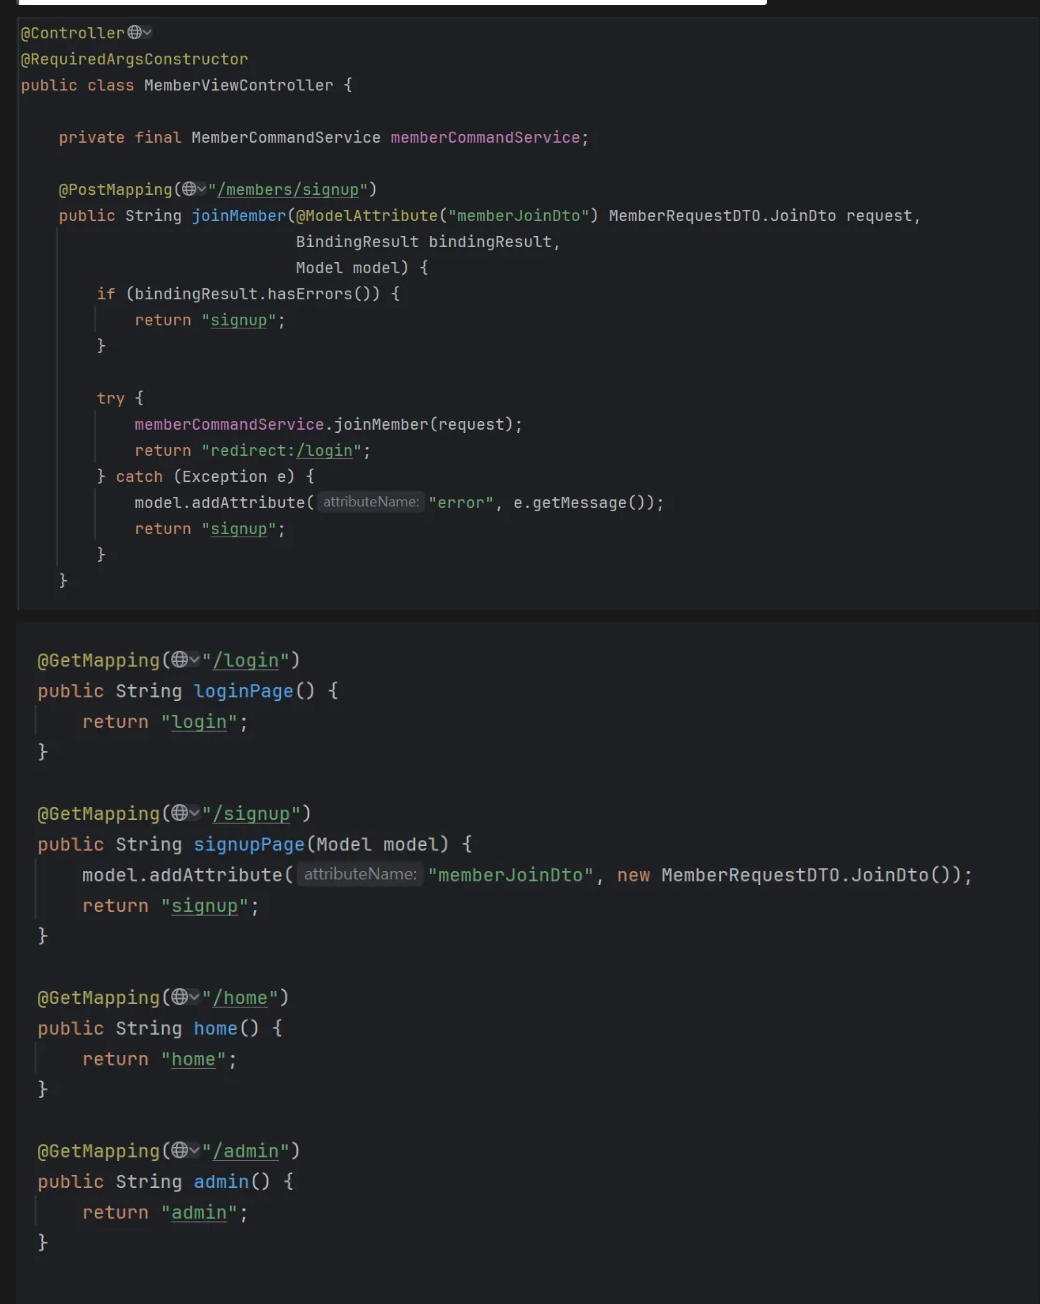 @Controller
@RequiredArgsConstructor
public class MemberViewController {
private final MemberCommandService memberCommandService;
@PostMapping("/members/signup")
public String joinMember(@ModelAttribute("memberJoinDto") MemberRequestDTO.JoinDto request,
BindingResult bindingResult,
Model model) {
if (bindingResult.hasErrors()) {
return "signup";
}
try {
memberCommandService.joinMember(request);
return "redirect:/login";
} catch (Exception e) {
model.addAttribute( attributeName: "error", e.getMessage());
return "signup";
}
}
@GetMapping("/login")
public String loginPage() {
return "login";
}
@GetMapping("/signup")
public String signupPage(Model model) {
model.addAttribute( attributeName: "memberJoinDto", new MemberRequestDTO.JoinDto());
return "signup";
}
@GetMapping("/home")
public String home() {
return "home";
}
@GetMapping("/admin")
public String admin() {
return "admin";
}